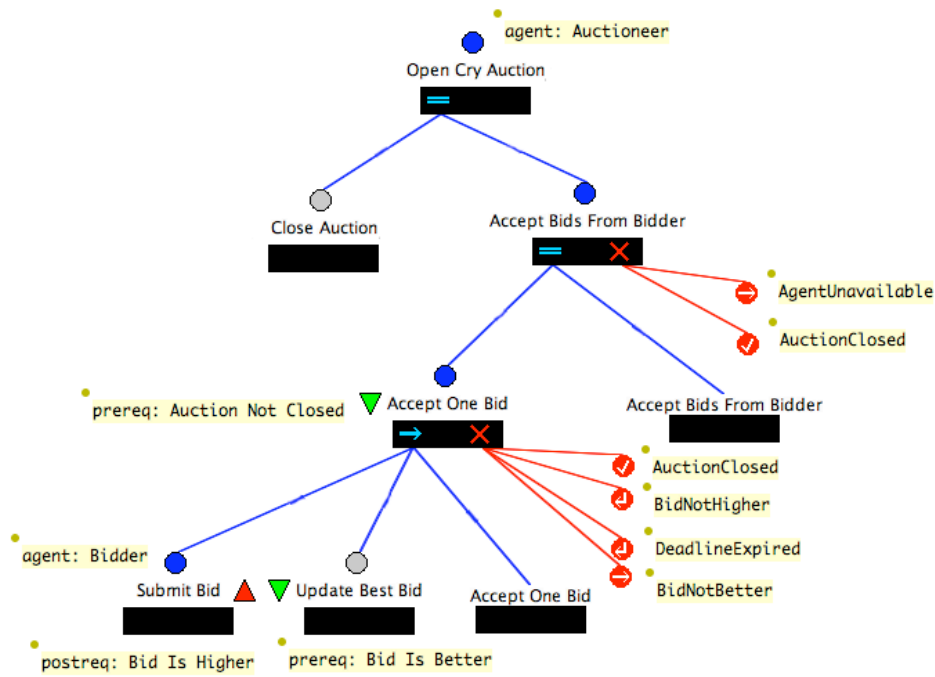 agent: Auctioneer
Open Cry Auction
Close Auction
Accept Bids From Bidder
AgentUnavailable
AuctionClosed
prereq: Auction Not Closed
Accept One Bid
Accept Bids From Bidder
AuctionClosed
BidNotHigher
DeadlineExpired
BidNotBetter
agent: Bidder
Submit Bid
Update Best Bid
Accept One Bid
postreq: Bid Is Higher
prereq: Bid Is Better